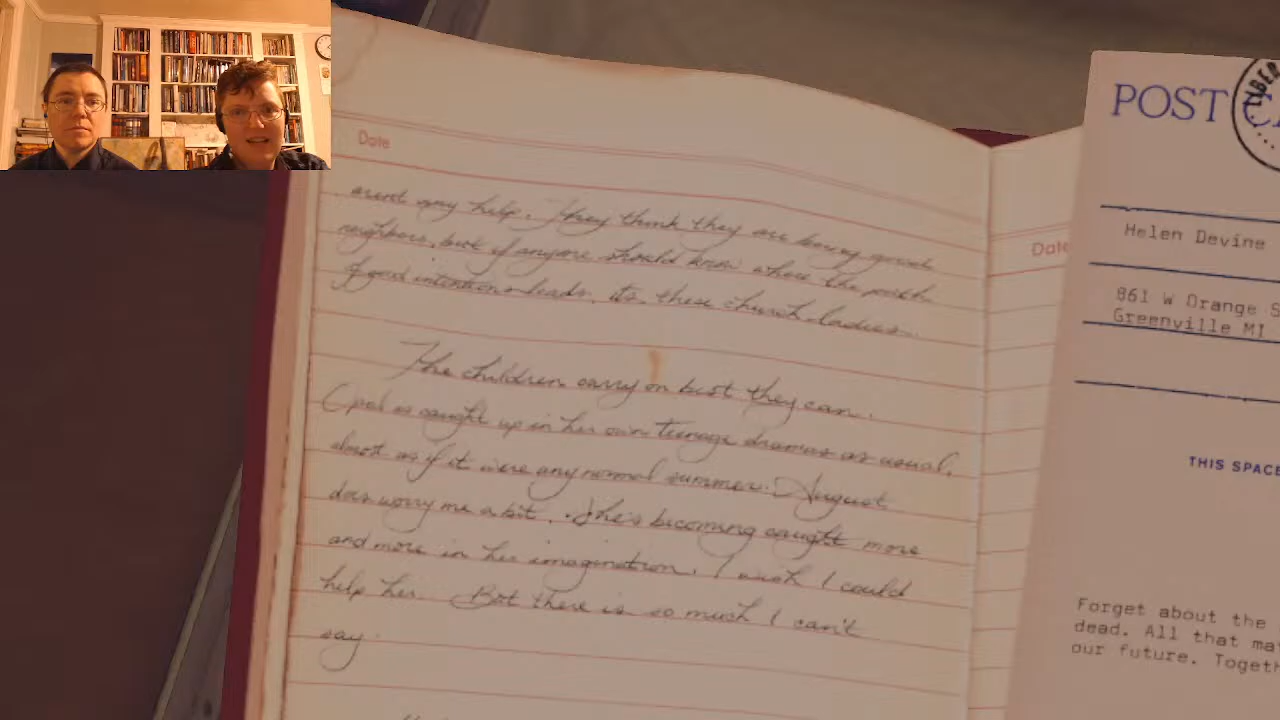 Date
arent any help. They think they are being good
neighbors, but if anyone should know where the path
of good intentions leads, its these church ladies.
The children carry on best they can.
Opal is caught up in her own teenage dramas as usual,
almost as if it were any normal summer. August
does worry me a bit. She's becoming caught more
and more in her imagination. I wish I could
help her. But there is so much I can't
say.
Date
POST
LIBER
Helen Devine
861 W Orange S
Greenville MI
THIS SPACE
Forget about the
dead. All that ma
our future. Togeth